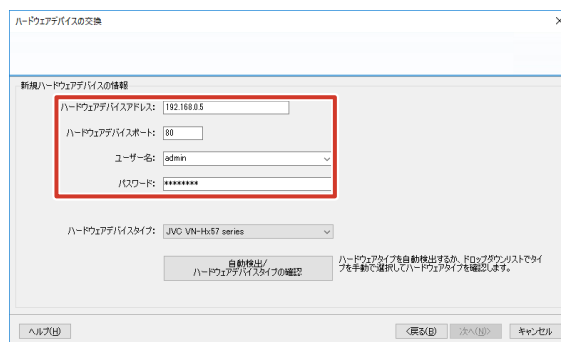 ハードウェアデバイスの交換
新規ハードウェアデバイスの情報
ハードウェアデバイスアドレス: 192.168.0.5
ハードウェアデバイスポート: 80
ユーザー名: admin
パスワード: ********
ハードウェアデバイスタイプ: JVC VN-Hx57 series
自動検出/
ハードウェアデバイスタイプの確認
ハードウェアタイプを自動検出するか、ドロップダウンリストでタイ
プを手動で選択してハードウェアタイプを確認します。
ヘルプ(H) <戻る(B) 次へ(N)> キャンセル